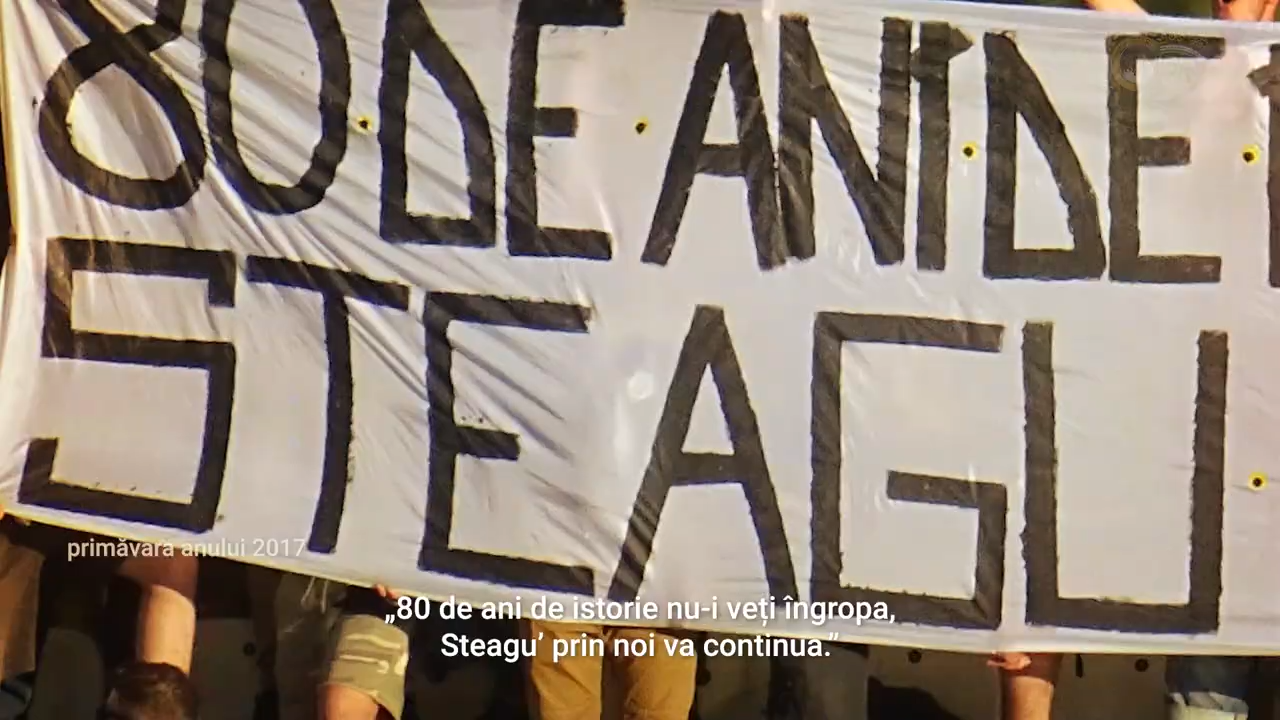 80 DE ANI DE
STEAGU
primăvara anului 2017
„80 de ani de istorie nu-i veți îngropa,
Steagu’ prin noi va continua.”